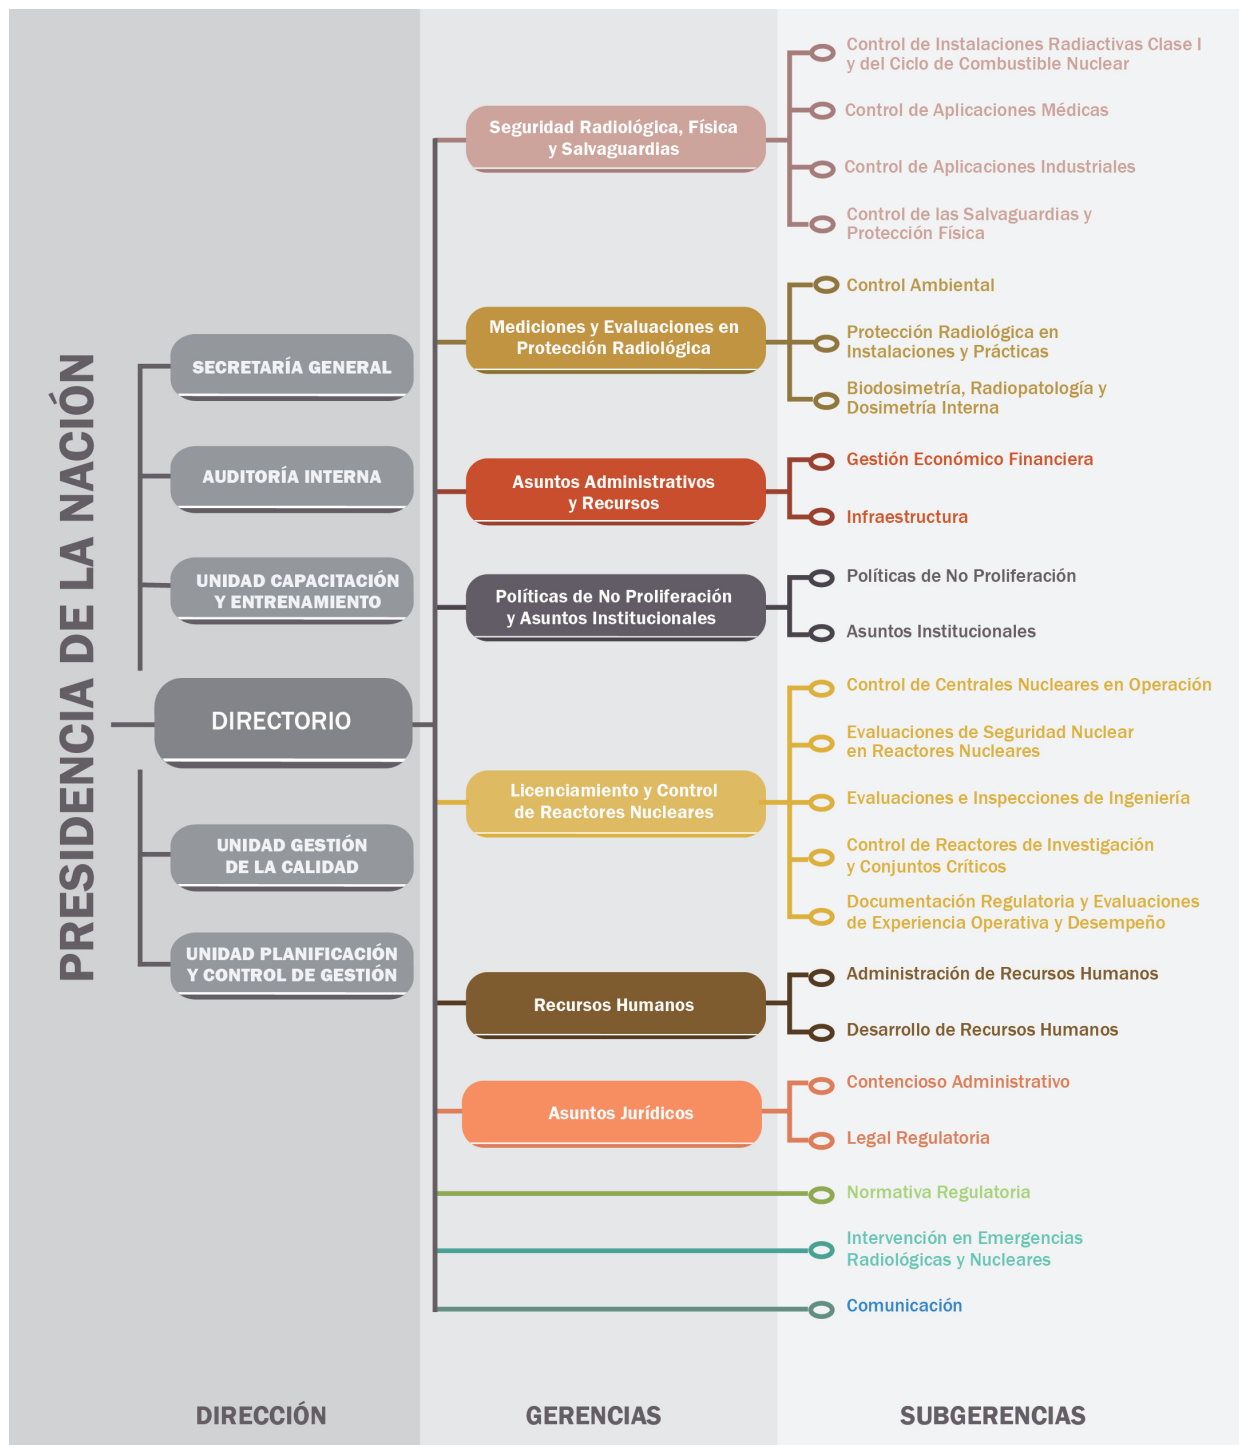 PRESIDENCIA DE LA NACIÓN
SECRETARÍA GENERAL
AUDITORÍA INTERNA
UNIDAD CAPACITACIÓN
Y ENTRENAMIENTO
DIRECTORIO
UNIDAD GESTIÓN
DE LA CALIDAD
UNIDAD PLANIFICACIÓN
Y CONTROL DE GESTIÓN
Seguridad Radiológica, Física
y Salvaguardias
Control de Instalaciones Radiactivas Clase I
y del Ciclo de Combustible Nuclear
Control de Aplicaciones Médicas
Control de Aplicaciones Industriales
Control de las Salvaguardias y
Protección Física
Mediciones y Evaluaciones en
Protección Radiológica
Control Ambiental
Protección Radiológica en
Instalaciones y Prácticas
Biodosimetría, Radiopatología y
Dosimetría Interna
Asuntos Administrativos
y Recursos
Gestión Económico Financiera
Infraestructura
Políticas de No Proliferación
y Asuntos Institucionales
Políticas de No Proliferación
Asuntos Institucionales
Licenciamiento y Control
de Reactores Nucleares
Control de Centrales Nucleares en Operación
Evaluaciones de Seguridad Nuclear
en Reactores Nucleares
Evaluaciones e Inspecciones de Ingeniería
Control de Reactores de Investigación
y Conjuntos Críticos
Documentación Regulatoria y Evaluaciones
de Experiencia Operativa y Desempeño
Recursos Humanos
Administración de Recursos Humanos
Desarrollo de Recursos Humanos
Asuntos Jurídicos
Contencioso Administrativo
Legal Regulatoria
Normativa Regulatoria
Intervención en Emergencias
Radiológicas y Nucleares
Comunicación
DIRECCIÓN
GERENCIAS
SUBGERENCIAS